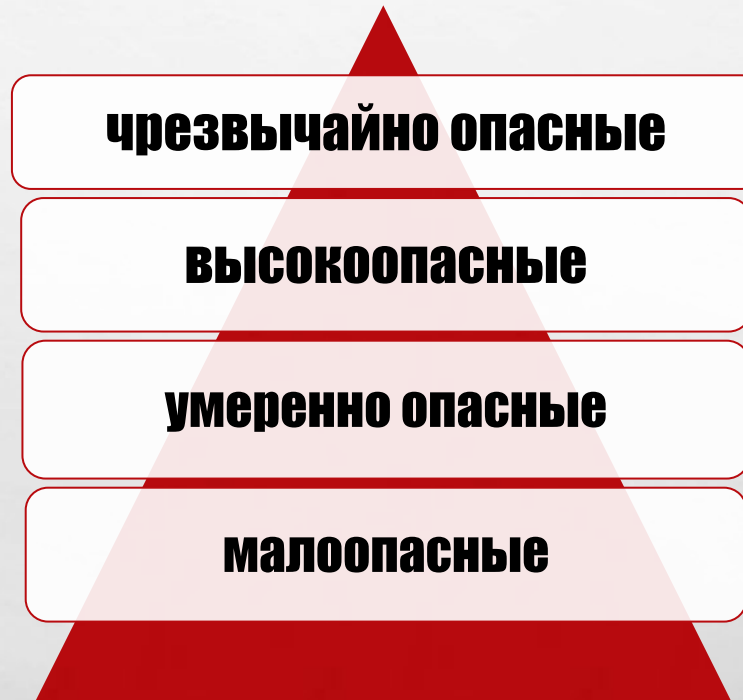 чрезвычайно опасные
высокоопасные
умеренно опасные
малоопасные